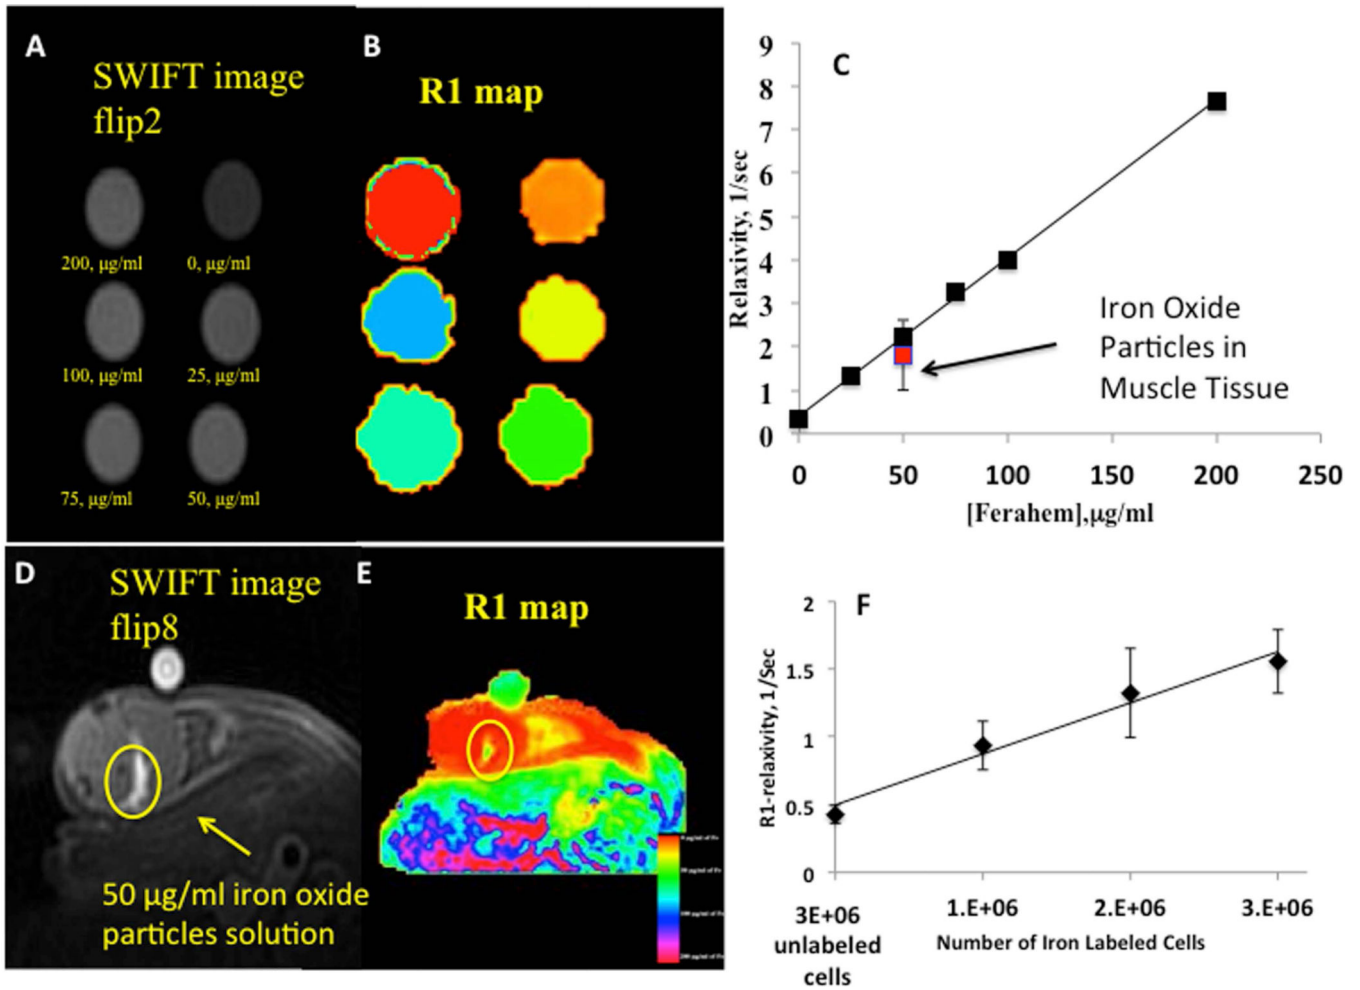 A
SWIFT image
flip2
200, µg/ml
0, µg/ml
100, µg/ml
25, µg/ml
75, µg/ml
50, µg/ml
B
R1 map
C
9
8
7
6
5
4
3
2
1
0
Relaxivity, 1/sec
0
50
100
150
200
250
[Ferahem],µg/ml
Iron Oxide
Particles in
Muscle Tissue
D
SWIFT image
flip8
50 µg/ml iron oxide
particles solution
E
R1 map
F
2
1.5
1
0.5
0
R1-relaxivity, 1/Sec
3E+06
unlabeled
cells
1.E+06
2.E+06
3.E+06
Number of Iron Labeled Cells